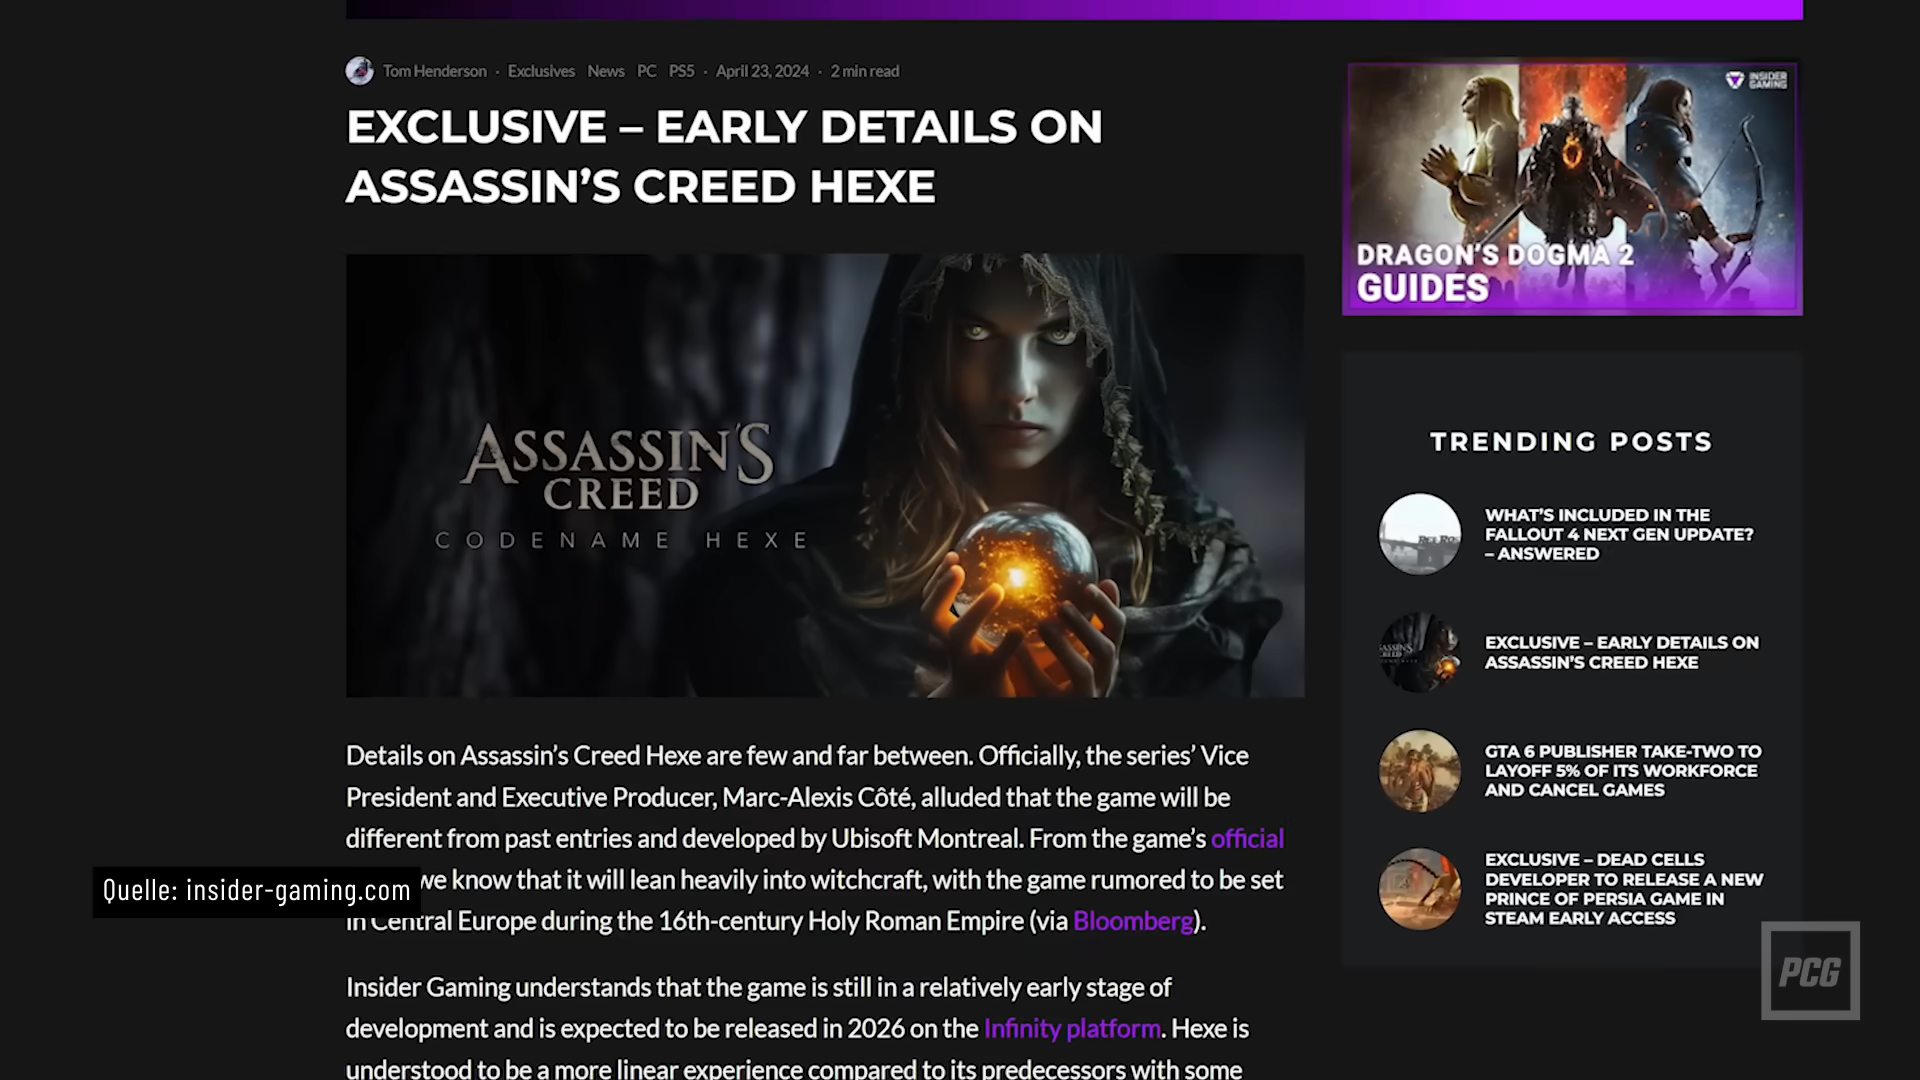 Tom Henderson · Exclusives News PC PS5 · April 23, 2024 · 2 min read
EXCLUSIVE – EARLY DETAILS ON
ASSASSIN'S CREED HEXE
ASSASSIN'S
CREED
CODENAME HEXE
Details on Assassin's Creed Hexe are few and far between. Officially, the series' Vice
President and Executive Producer, Marc-Alexis Côté, alluded that the game will be
different from past entries and developed by Ubisoft Montreal. From the game's official
we know that it will lean heavily into witchcraft, with the game rumored to be set
in Central Europe during the 16th-century Holy Roman Empire (via Bloomberg).
Quelle: insider-gaming.com
Insider Gaming understands that the game is still in a relatively early stage of
development and is expected to be released in 2026 on the Infinity platform. Hexe is
understood to be a more linear experience compared to its predecessors with some
INSIDER
GAMING
DRAGON'S DOGMA 2
GUIDES
TRENDING POSTS
WHAT'S INCLUDED IN THE
FALLOUT 4 NEXT GEN UPDATE?
– ANSWERED
EXCLUSIVE – EARLY DETAILS ON
ASSASSIN'S CREED HEXE
GTA 6 PUBLISHER TAKE-TWO TO
LAYOFF 5% OF ITS WORKFORCE
AND CANCEL GAMES
EXCLUSIVE – DEAD CELLS
DEVELOPER TO RELEASE A NEW
PRINCE OF PERSIA GAME IN
STEAM EARLY ACCESS
PCG